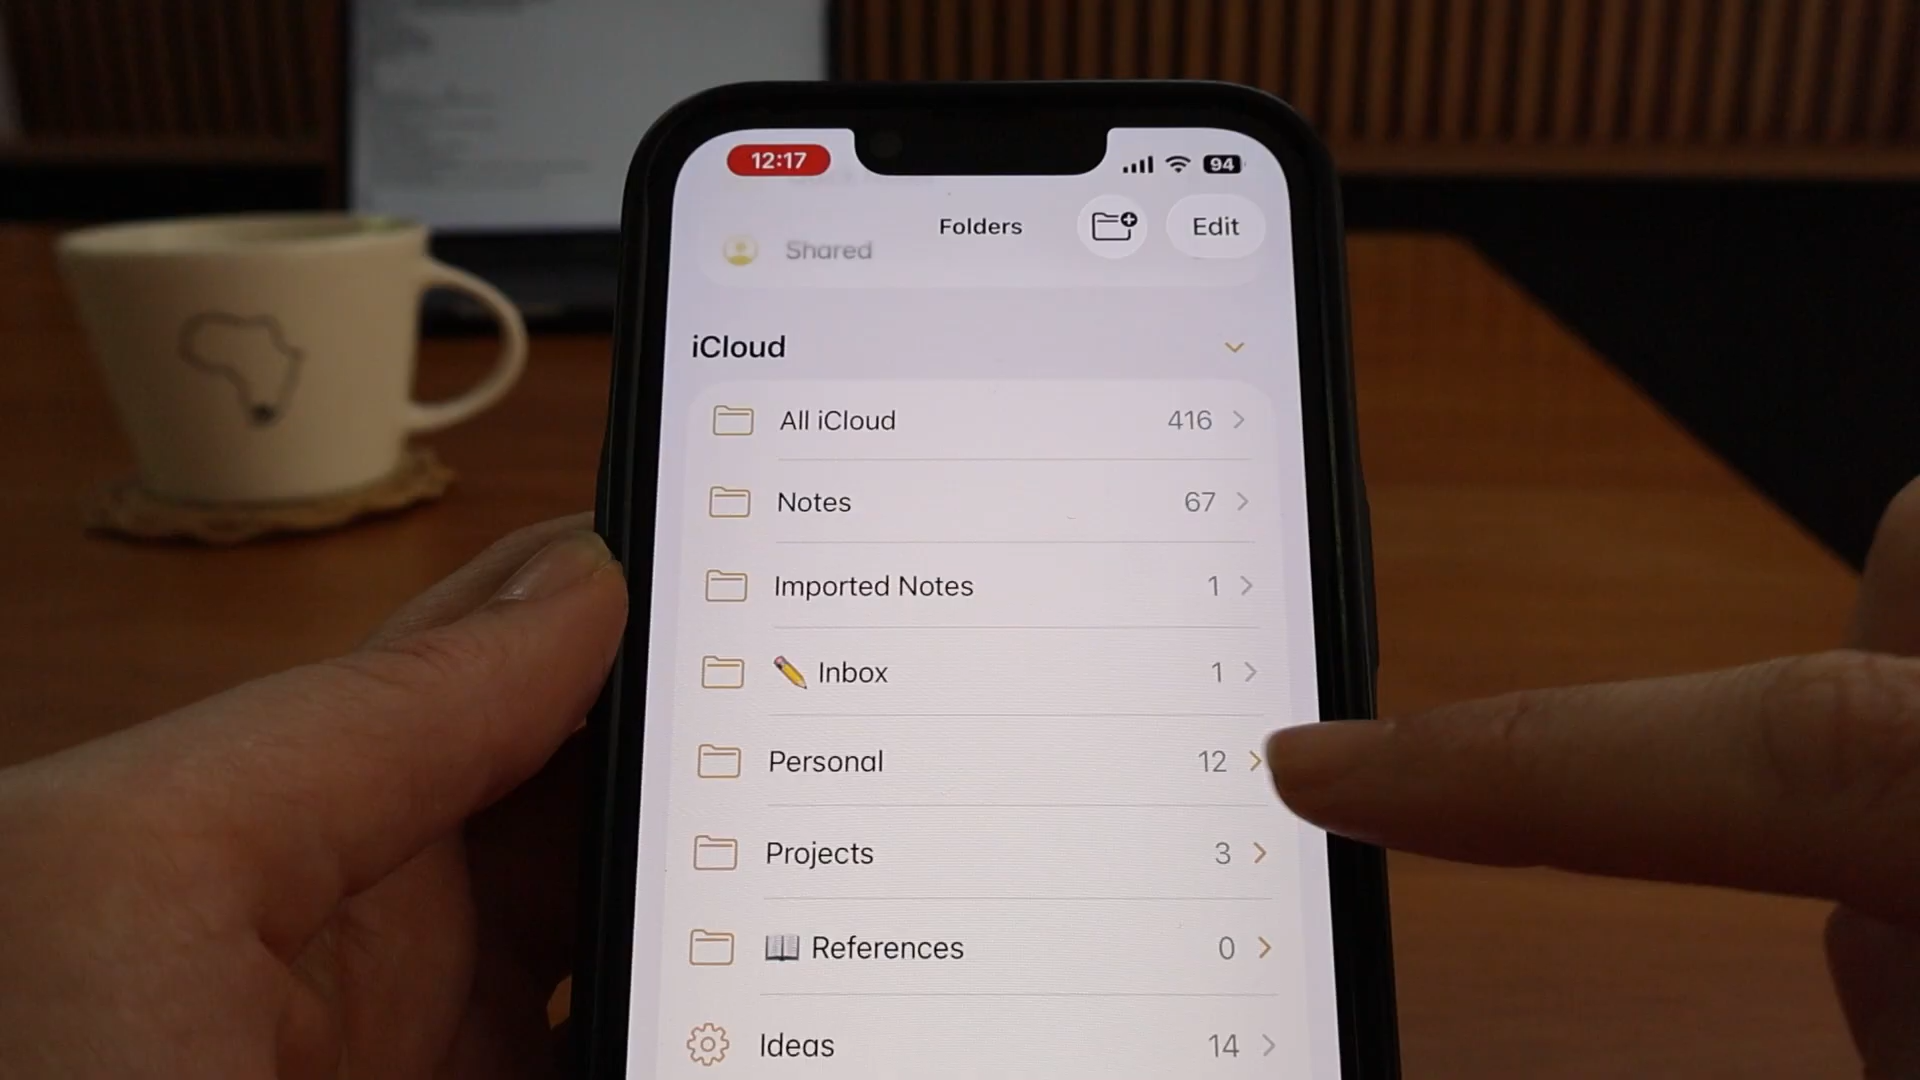 12:17 94
Folders Edit
Shared
iCloud
All iCloud 416
Notes 67
Imported Notes 1
✏️ Inbox 1
Personal 12
Projects 3
📖 References 0
Ideas 14